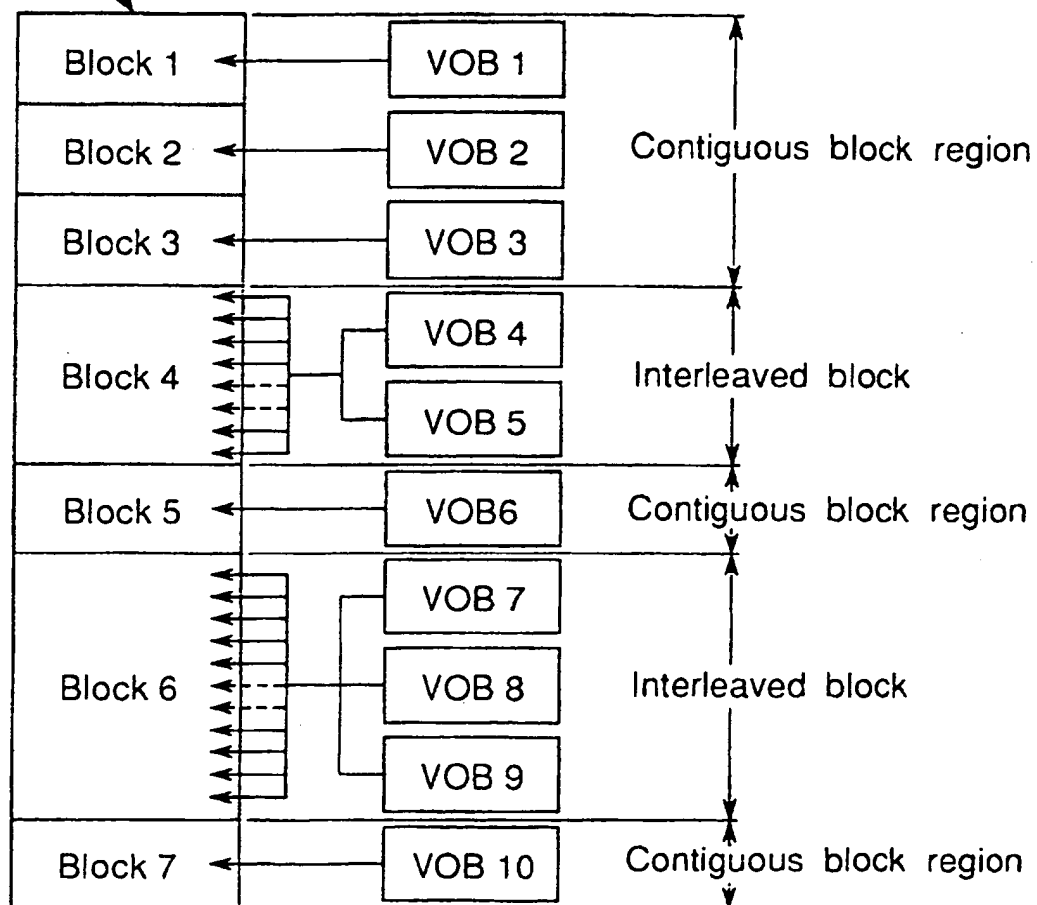 Block 1 VOB 1
Block 2 VOB 2 Contiguous block region
Block 3 VOB 3
VOB 4
Block 4 Interleaved block
VOB 5
Block 5 VOB6 Contiguous block region
VOB 7
Block 6 VOB 8 Interleaved block
VOB 9
Block 7 VOB 10 Contiguous block region